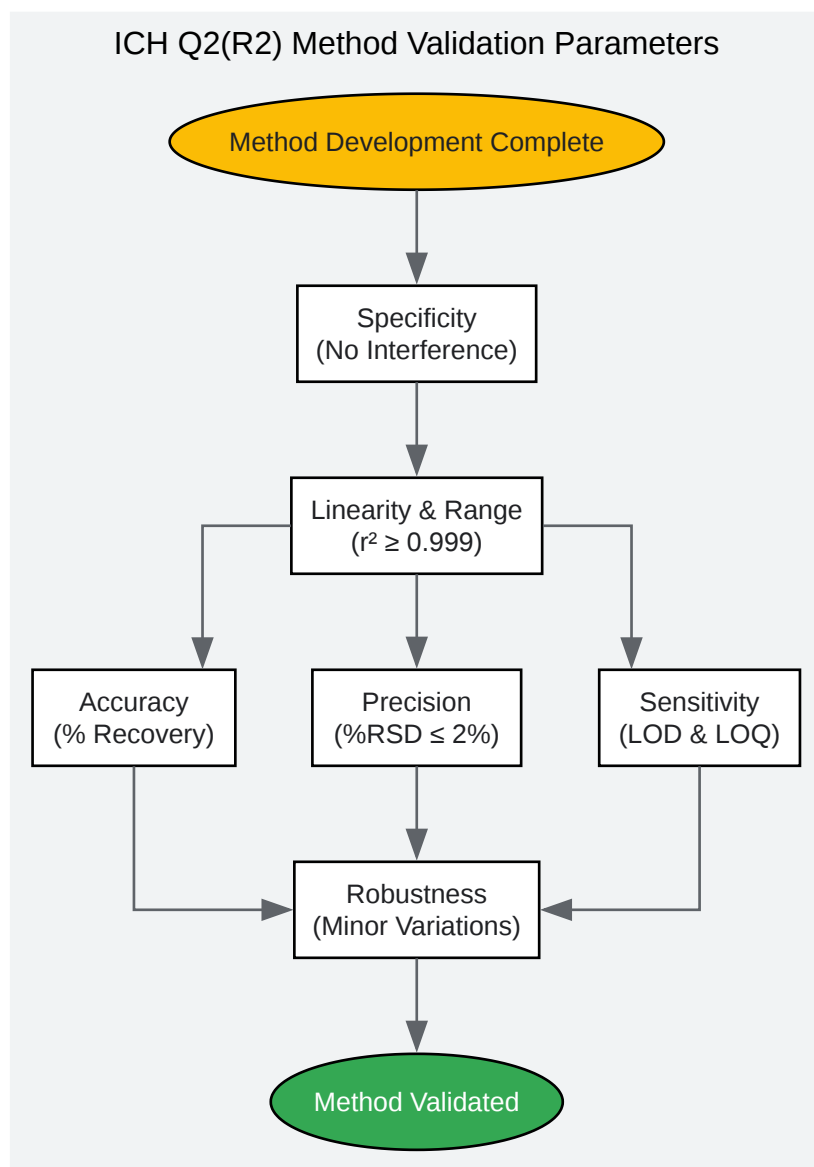 ICH Q2(R2) Method Validation Parameters
Method Development Complete
Specificity
(No Interference)
Linearity & Range
(r² ≥ 0.999)
Accuracy
(% Recovery)
Precision
(%RSD ≤ 2%)
Sensitivity
(LOD & LOQ)
Robustness
(Minor Variations)
Method Validated